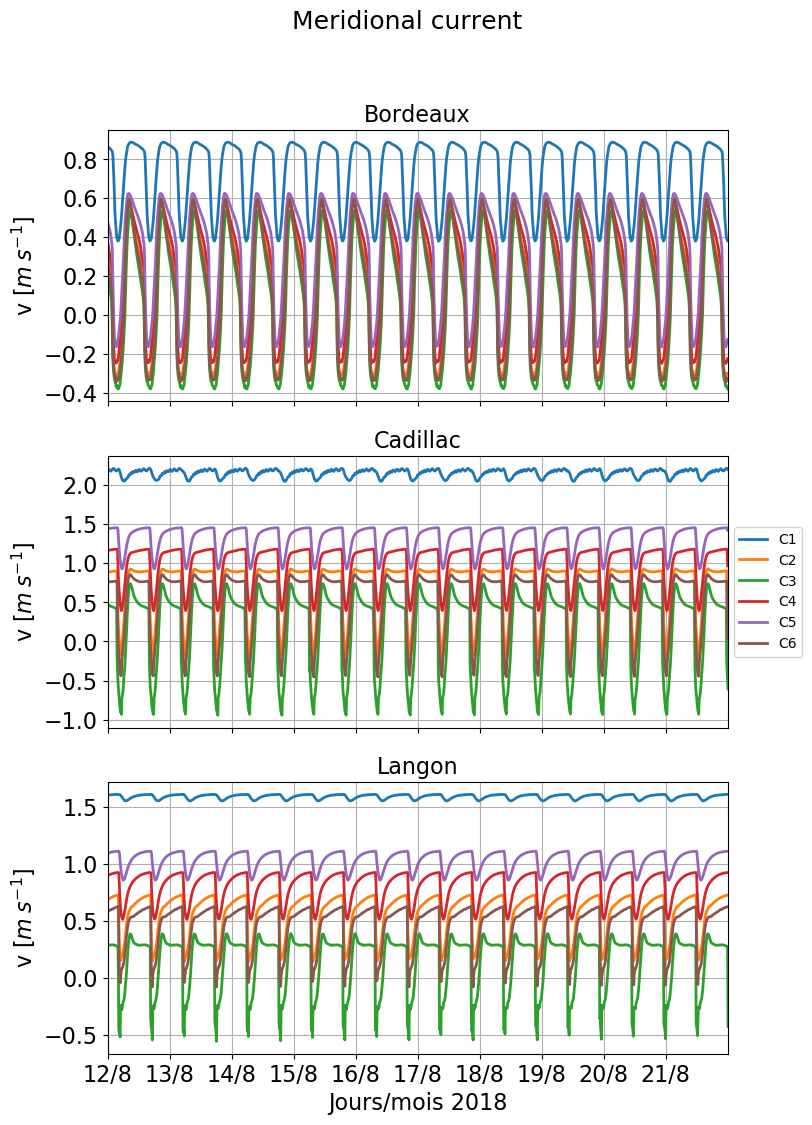 Meridional current
Bordeaux
0.8
0.6
0.4
0.2
0.0
−0.2
−0.4
v [m s⁻¹]
Cadillac
2.0
1.5
1.0
0.5
0.0
−0.5
−1.0
v [m s⁻¹]
C1
C2
C3
C4
C5
C6
Langon
1.5
1.0
0.5
0.0
−0.5
v [m s⁻¹]
12/8 13/8 14/8 15/8 16/8 17/8 18/8 19/8 20/8 21/8
Jours/mois 2018